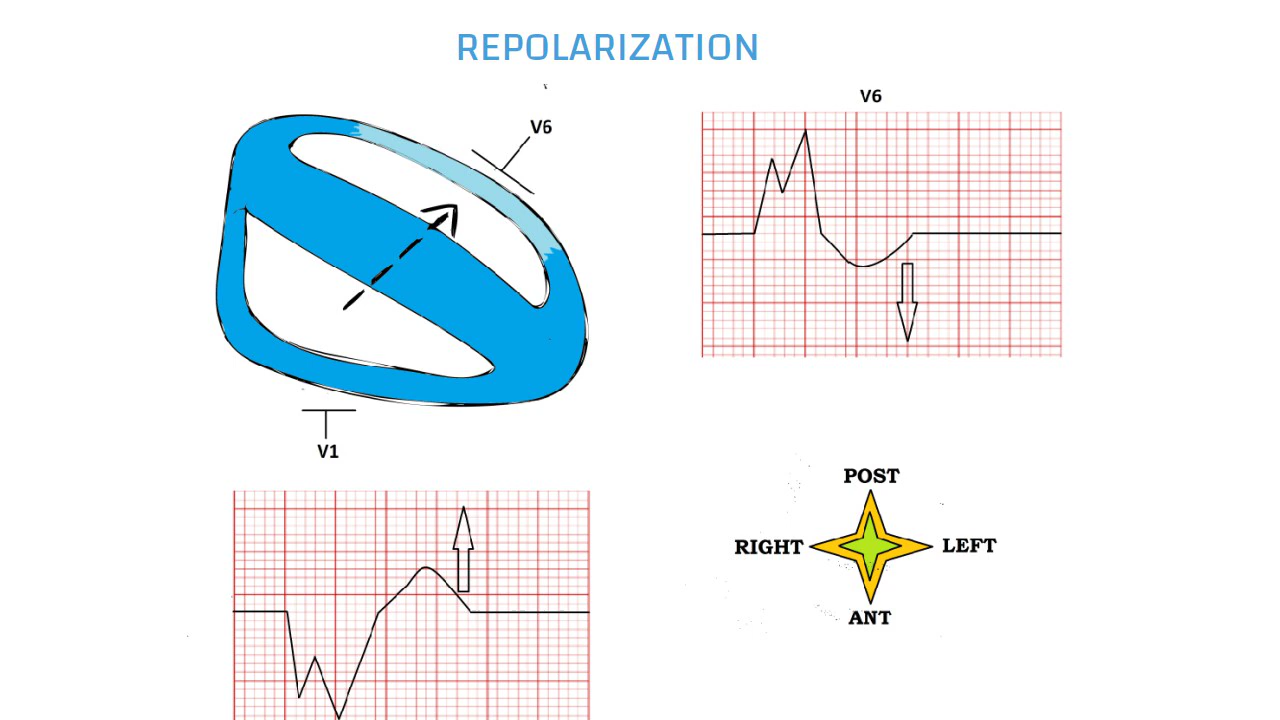 REPOLARIZATION
V6
V6
V1
POST
RIGHT LEFT
ANT